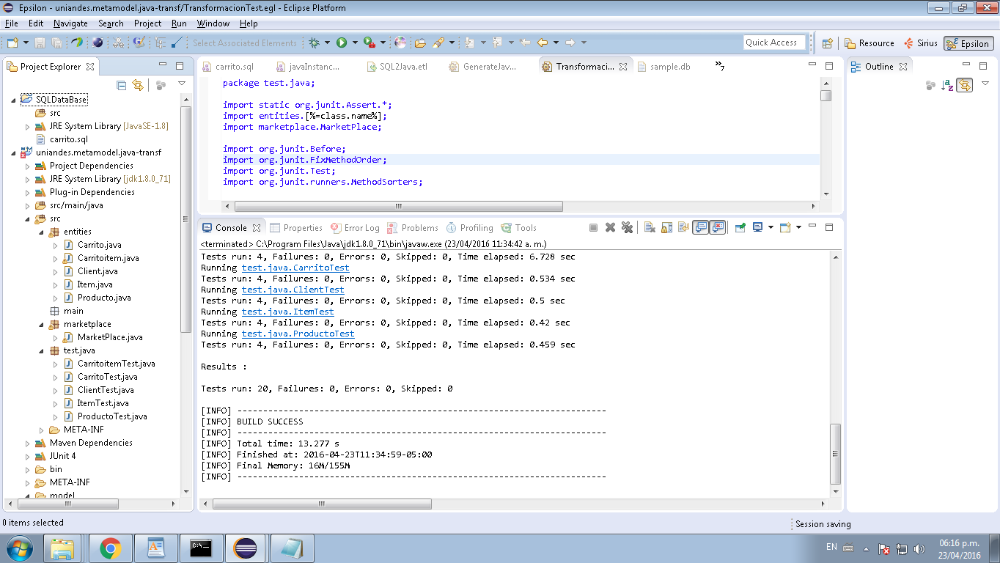 Epsilon - uniandes.metamodel.java-transf/TransformacionTest.egl - Eclipse Platform
File Edit Navigate Search Project Run Window Help
Select Associated Elements
Quick Access
Resource
Sirius
Epsilon
Project Explorer
SQLDataBase
src
JRE System Library [JavaSE-1.8]
carrito.sql
uniandes.metamodel.java-transf
Project Dependencies
JRE System Library [jdk1.8.0_71]
Plug-in Dependencies
src/main/java
src
entities
Carrito.java
Carritoitem.java
Client.java
Item.java
Producto.java
main
marketplace
MarketPlace.java
test.java
CarritoitemTest.java
CarritoTest.java
ClientTest.java
ItemTest.java
ProductoTest.java
META-INF
Maven Dependencies
JUnit 4
bin
META-INF
model
carrito.sql
javaInstanc...
SQL2Java.etl
GenerateJav...
Transformaci...
sample.db
»7
package test.java;
import static org.junit.Assert.*;
import entities.[%=class.name%];
import marketplace.MarketPlace;
import org.junit.Before;
import org.junit.FixMethodOrder;
import org.junit.Test;
import org.junit.runners.MethodSorters;
Console
Properties
Error Log
Problems
Profiling
Tools
<terminated> C:\Program Files\Java\jdk1.8.0_71\bin\javaw.exe (23/04/2016 11:34:42 a. m.)
Tests run: 4, Failures: 0, Errors: 0, Skipped: 0, Time elapsed: 6.728 sec
Running test.java.CarritoTest
Tests run: 4, Failures: 0, Errors: 0, Skipped: 0, Time elapsed: 0.534 sec
Running test.java.ClientTest
Tests run: 4, Failures: 0, Errors: 0, Skipped: 0, Time elapsed: 0.5 sec
Running test.java.ItemTest
Tests run: 4, Failures: 0, Errors: 0, Skipped: 0, Time elapsed: 0.42 sec
Running test.java.ProductoTest
Tests run: 4, Failures: 0, Errors: 0, Skipped: 0, Time elapsed: 0.459 sec
Results :
Tests run: 20, Failures: 0, Errors: 0, Skipped: 0
[INFO] ------------------------------------------------------------------------
[INFO] BUILD SUCCESS
[INFO] ------------------------------------------------------------------------
[INFO] Total time: 13.277 s
[INFO] Finished at: 2016-04-23T11:34:59-05:00
[INFO] Final Memory: 16M/155M
[INFO] ------------------------------------------------------------------------
Outline
0 items selected
Session saving
EN
06:16 p.m.
23/04/2016